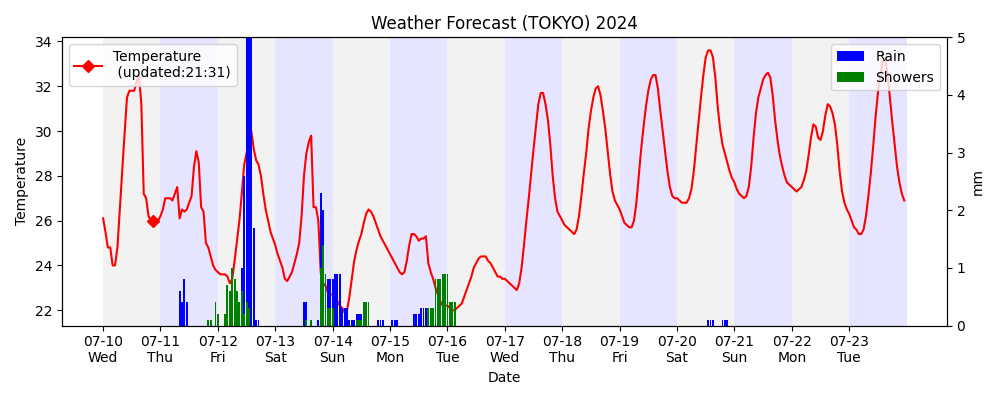 Weather Forecast (TOKYO) 2024
Temperature
(updated:21:31)
Rain
Showers
34
32
30
28
26
24
22
Temperature
5
4
3
2
1
0
mm
07-10 07-11 07-12 07-13 07-14 07-15 07-16 07-17 07-18 07-19 07-20 07-21 07-22 07-23
Wed Thu Fri Sat Sun Mon Tue Wed Thu Fri Sat Sun Mon Tue
Date